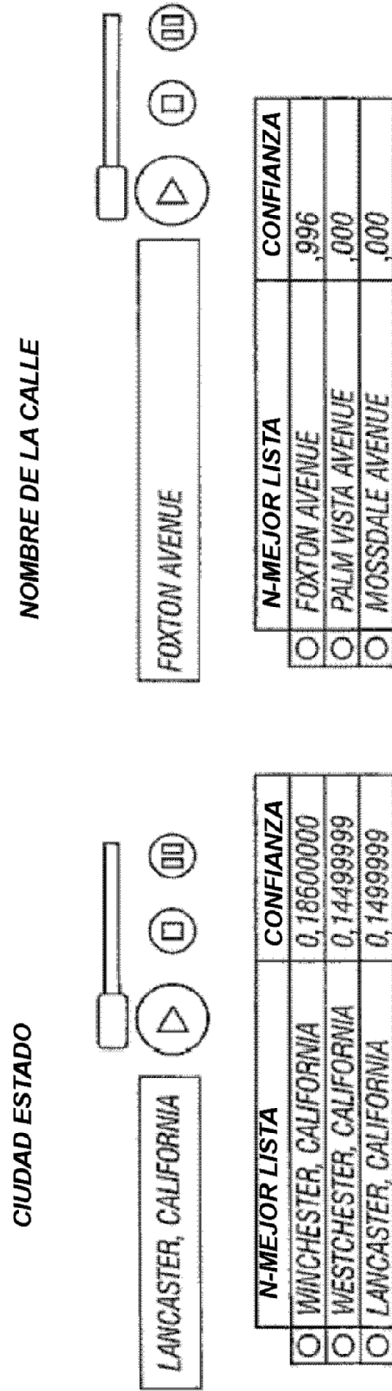 CIUDAD ESTADO
LANCASTER, CALIFORNIA
N-MEJOR LISTA CONFIANZA
WINCHESTER, CALIFORNIA 0,18600000
WESTCHESTER, CALIFORNIA 0,14499999
LANCASTER, CALIFORNIA 0,1499999
NOMBRE DE LA CALLE
FOXTON AVENUE
N-MEJOR LISTA CONFIANZA
FOXTON AVENUE ,996
PALM VISTA AVENUE ,000
MOSSDALE AVENUE ,000